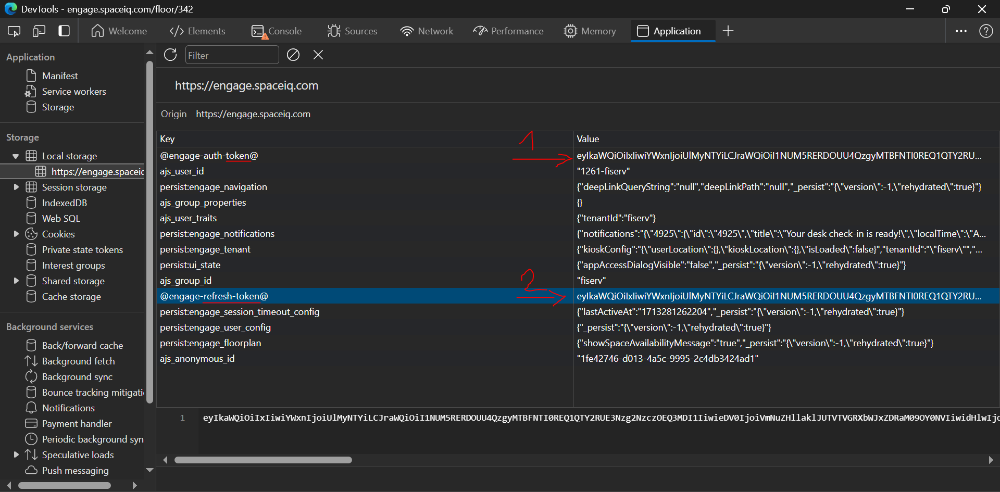 DevTools - engage.spaceiq.com/floor/342
Welcome
Elements
Console
Sources
Network
Performance
Memory
Application
Application
Manifest
Service workers
Storage
Storage
Local storage
https://engage.spaceic
Session storage
IndexedDB
Web SQL
Cookies
Private state tokens
Interest groups
Shared storage
Cache storage
Background services
Back/forward cache
Background fetch
Background sync
Bounce tracking mitigati
Notifications
Payment handler
Periodic background syn
Speculative loads
Push messaging
Filter
https://engage.spaceiq.com
Origin https://engage.spaceiq.com
Key Value
1
@engage-auth-token@ eyIkaWQiOiIxIiwiYWxnIjoiUlMyNTYiLCJraWQiOiI1NUM5RERDOUU4QzgyMTBFNTI0REQ1QTY2RU...
ajs_user_id "1261-fiserv"
persist:engage_navigation {"deepLinkQueryString":"null","deepLinkPath":"null","_persist":"{\"version\":-1,\"rehydrated\":true}"}
ajs_group_properties {}
ajs_user_traits {"tenantId":"fiserv"}
persist:engage_notifications {"notifications":"{\"4925\":{\"id\":\"4925\",\"title\":\"Your desk check-in is ready!\",\"localTime\":\"A...
persist:engage_tenant {"kioskConfig":"{\"userLocation\":{},\"kioskLocation\":{},\"isLoaded\":false}","tenantId":"\"fiserv\"","...
persist:ui_state {"appAccessDialogVisible":"false","_persist":"{\"version\":-1,\"rehydrated\":true}"}
ajs_group_id "fiserv"
2
@engage-refresh-token@ eyIkaWQiOiIxIiwiYWxnIjoiUlMyNTYiLCJraWQiOiI1NUM5RERDOUU4QzgyMTBFNTI0REQ1QTY2RU...
persist:engage_session_timeout_config {"lastActiveAt":"1713281262204","_persist":"{\"version\":-1,\"rehydrated\":true}"}
persist:engage_user_config {"_persist":"{\"version\":-1,\"rehydrated\":true}"}
persist:engage_floorplan {"showSpaceAvailabilityMessage":"true","_persist":"{\"version\":-1,\"rehydrated\":true}"}
ajs_anonymous_id "1fe42746-d013-4a5c-9995-2c4db3424ad1"
1 eyIkaWQiOiIxIiwiYWxnIjoiUlMyNTYiLCJraWQiOiI1NUM5RERDOUU4QzgyMTBFNTI0REQ1QTY2RUE3Nzg2NzczOEQ3MDI1IiwieDV0IjoiVmNuZHllaklJUTVTVGRXbWJxZDRaM09OY0NVIiwidHlwIjo